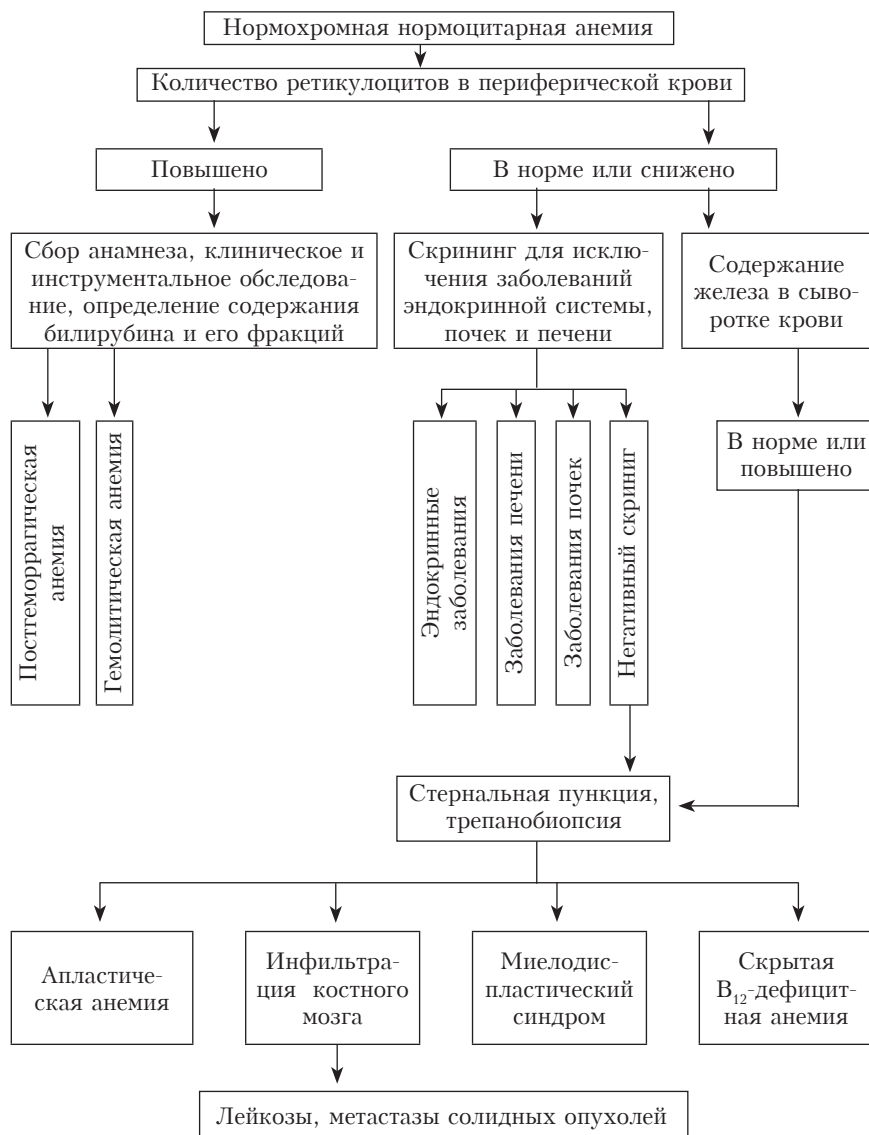 Нормохромная нормоцитарная анемия
Количество ретикулоцитов в периферической крови
Повышено
В норме или снижено
Сбор анамнеза, клиническое и
инструментальное обследова-
ние, определение содержания
билирубина и его фракций
Скрининг для исклю-
чения заболеваний
эндокринной системы,
почек и печени
Содержание
железа в сыво-
ротке крови
Постгеморрагическая
анемия
Гемолитическая анемия
Эндокринные
заболевания
Заболевания печени
Заболевания почек
Негативный скриниг
В норме или
повышено
Стернальная пункция,
трепанобиопсия
Апластиче-
ская анемия
Инфильтра-
ция костного
мозга
Миелодис-
пластический
синдром
Скрытая
B₁₂-дефицит-
ная анемия
Лейкозы, метастазы солидных опухолей